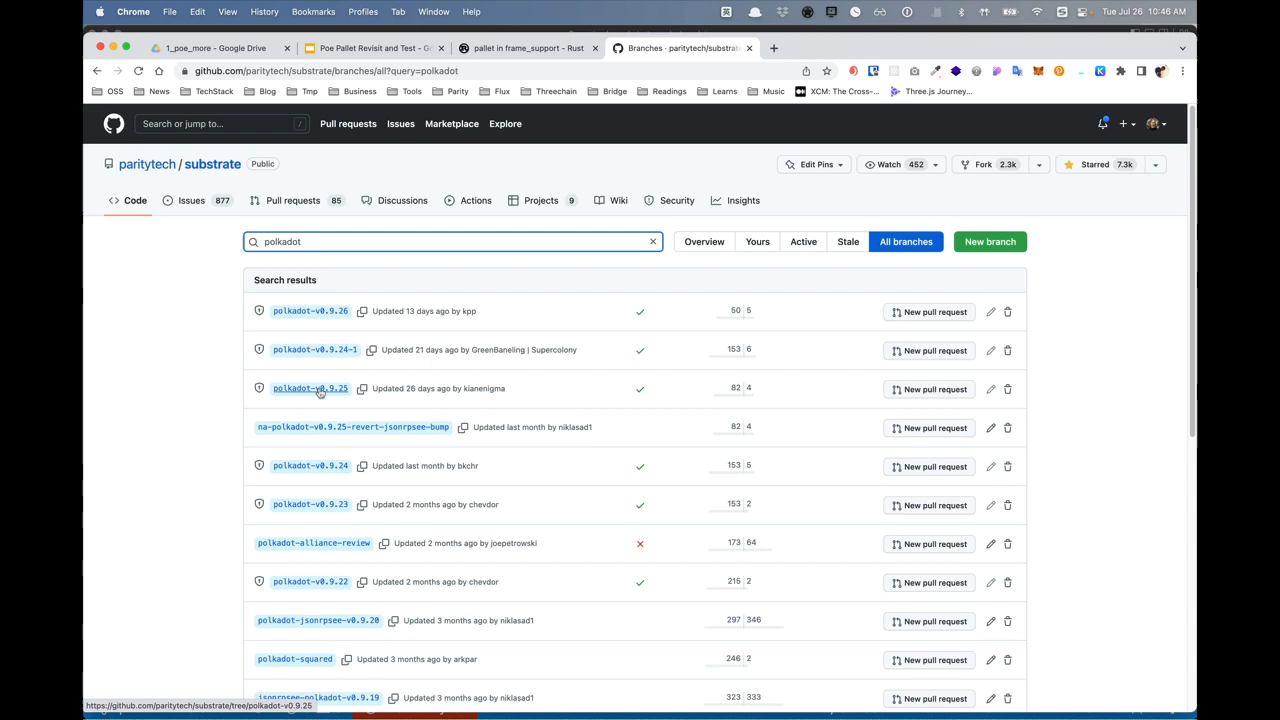 Chrome File Edit View History Bookmarks Profiles Tab Window Help
英 Tue Jul 26 10:46 AM
1_poe_more - Google Drive
Poe Pallet Revisit and Test - Go
pallet in frame_support - Rust
Branches · paritytech/substrat
github.com/paritytech/substrate/branches/all?query=polkadot
OSS News TechStack Blog Tmp Business Tools Parity Flux Threechain Bridge Readings Learns Music XCM: The Cross-... Three.js Journey...
Search or jump to... / Pull requests Issues Marketplace Explore
paritytech / substrate Public Edit Pins Watch 452 Fork 2.3k Starred 7.3k
Code Issues 877 Pull requests 85 Discussions Actions Projects 9 Wiki Security Insights
polkadot Overview Yours Active Stale All branches New branch
Search results
polkadot-v0.9.26 Updated 13 days ago by kpp 50 5 New pull request
polkadot-v0.9.24-1 Updated 21 days ago by GreenBaneling | Supercolony 153 6 New pull request
polkadot-v0.9.25 Updated 26 days ago by kianenigma 82 4 New pull request
na-polkadot-v0.9.25-revert-jsonrpsee-bump Updated last month by niklasad1 82 4 New pull request
polkadot-v0.9.24 Updated last month by bkchr 153 5 New pull request
polkadot-v0.9.23 Updated 2 months ago by chevdor 153 2 New pull request
polkadot-alliance-review Updated 2 months ago by joepetrowski 173 64 New pull request
polkadot-v0.9.22 Updated 2 months ago by chevdor 215 2 New pull request
polkadot-jsonrpsee-v0.9.20 Updated 3 months ago by niklasad1 297 346 New pull request
polkadot-squared Updated 3 months ago by arkpar 246 2 New pull request
jsonrpsee-polkadot-v0.9.19 Updated 3 months ago by niklasad1 323 333 New pull request
https://github.com/paritytech/substrate/tree/polkadot-v0.9.25